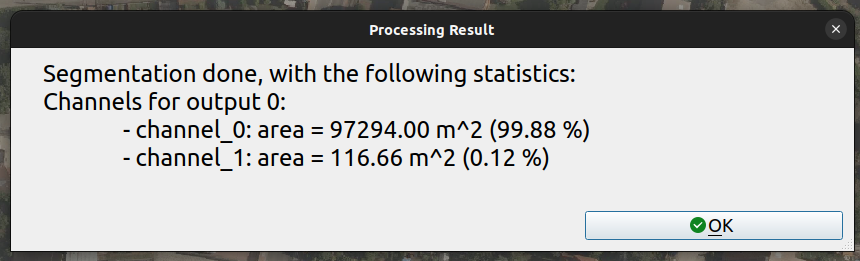 Processing Result
Segmentation done, with the following statistics:
Channels for output 0:
- channel_0: area = 97294.00 m^2 (99.88 %)
- channel_1: area = 116.66 m^2 (0.12 %)
OK